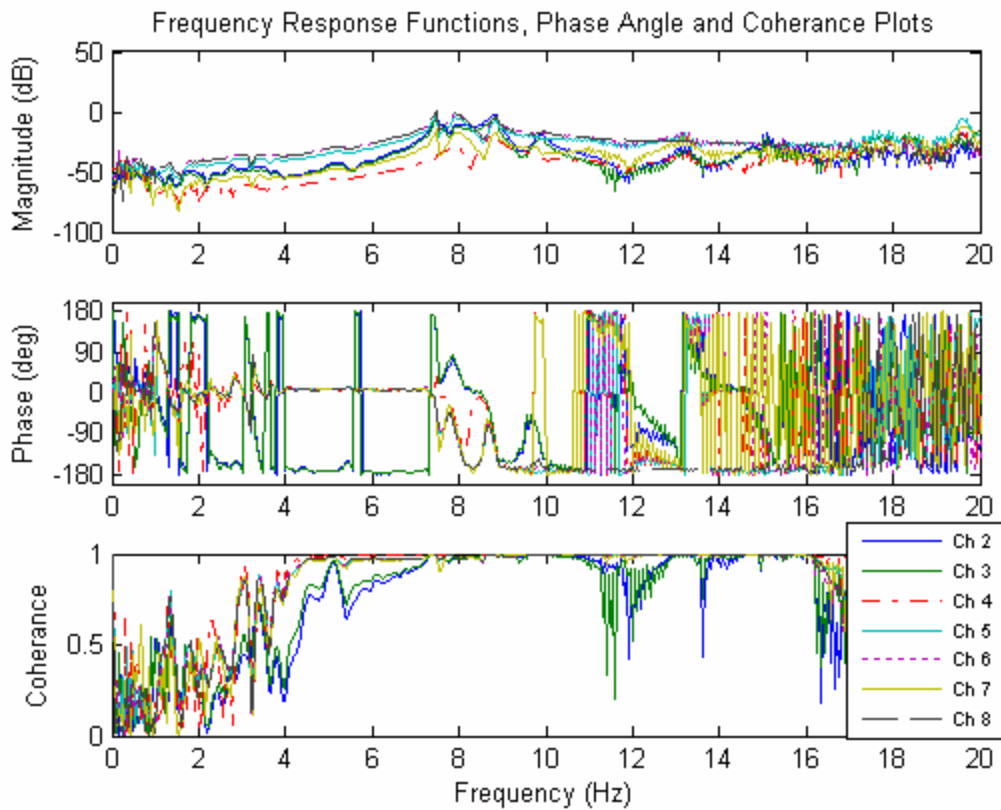 Frequency Response Functions, Phase Angle and Coherance Plots
Magnitude (dB)
50
0
-50
-100
0 2 4 6 8 10 12 14 16 18 20
Phase (deg)
180
90
0
-90
-180
0 2 4 6 8 10 12 14 16 18 20
Coherance
1
0.5
0
0 2 4 6 8 10 12 14 16 18 20
Frequency (Hz)
Ch 2
Ch 3
Ch 4
Ch 5
Ch 6
Ch 7
Ch 8